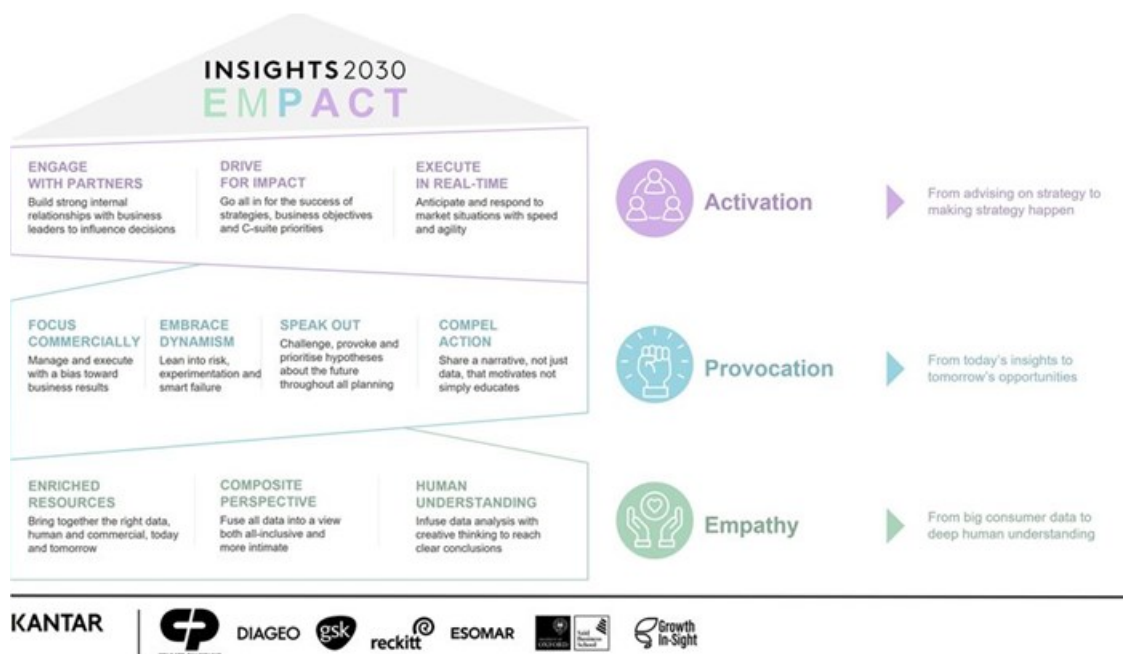 INSIGHTS2030
EMPACT
ENGAGE
WITH PARTNERS
Build strong internal
relationships with business
leaders to influence decisions
DRIVE
FOR IMPACT
Go all in for the success of
strategies, business objectives
and C-suite priorities
EXECUTE
IN REAL-TIME
Anticipate and respond to
market situations with speed
and agility
Activation
From advising on strategy to
making strategy happen
FOCUS
COMMERCIALLY
Manage and execute
with a bias toward
business results
EMBRACE
DYNAMISM
Lean into risk,
experimentation and
smart failure
SPEAK OUT
Challenge, provoke and
prioritise hypotheses
about the future
throughout all planning
COMPEL
ACTION
Share a narrative, not just
data, that motivates not
simply educates
Provocation
From today's insights to
tomorrow's opportunities
ENRICHED
RESOURCES
Bring together the right data,
human and commercial, today
and tomorrow
COMPOSITE
PERSPECTIVE
Fuse all data into a view
both all-inclusive and
more intimate
HUMAN
UNDERSTANDING
Infuse data analysis with
creative thinking to reach
clear conclusions
Empathy
From big consumer data to
deep human understanding
KANTAR
CP
DIAGEO
gsk
reckitt
ESOMAR
OXFORD
Saïd
Business
School
Growth
In-Sight